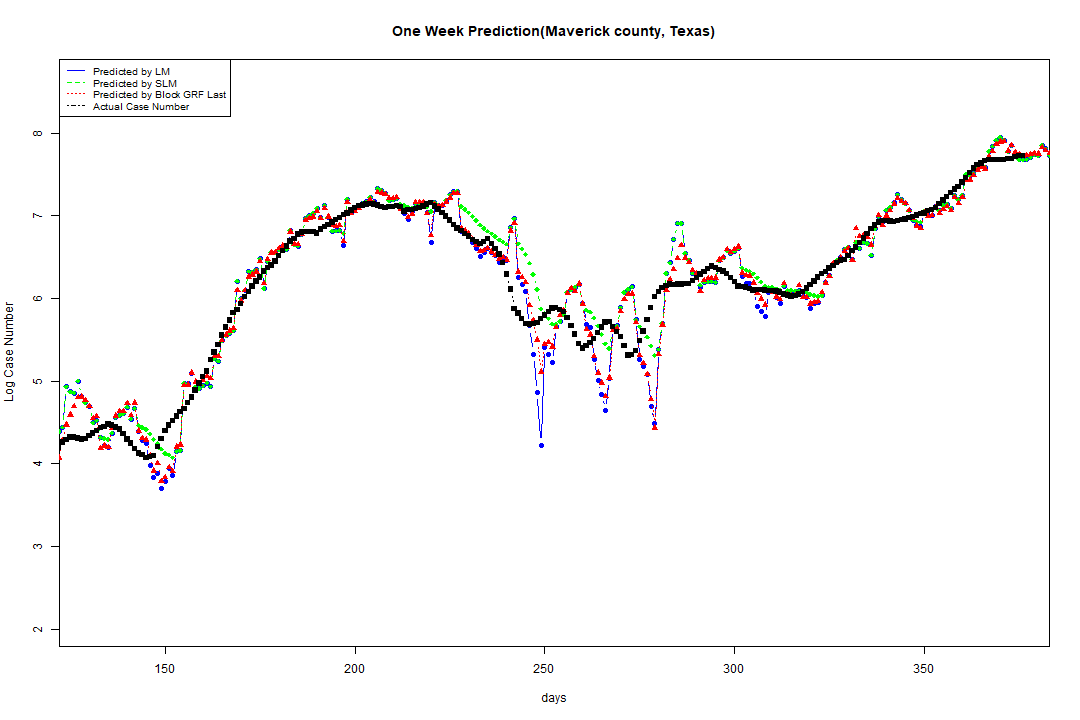 One Week Prediction(Maverick county, Texas)
Predicted by LM
Predicted by SLM
Predicted by Block GRF Last
Actual Case Number
Log Case Number
8
7
6
5
4
3
2
150 200 250 300 350
days